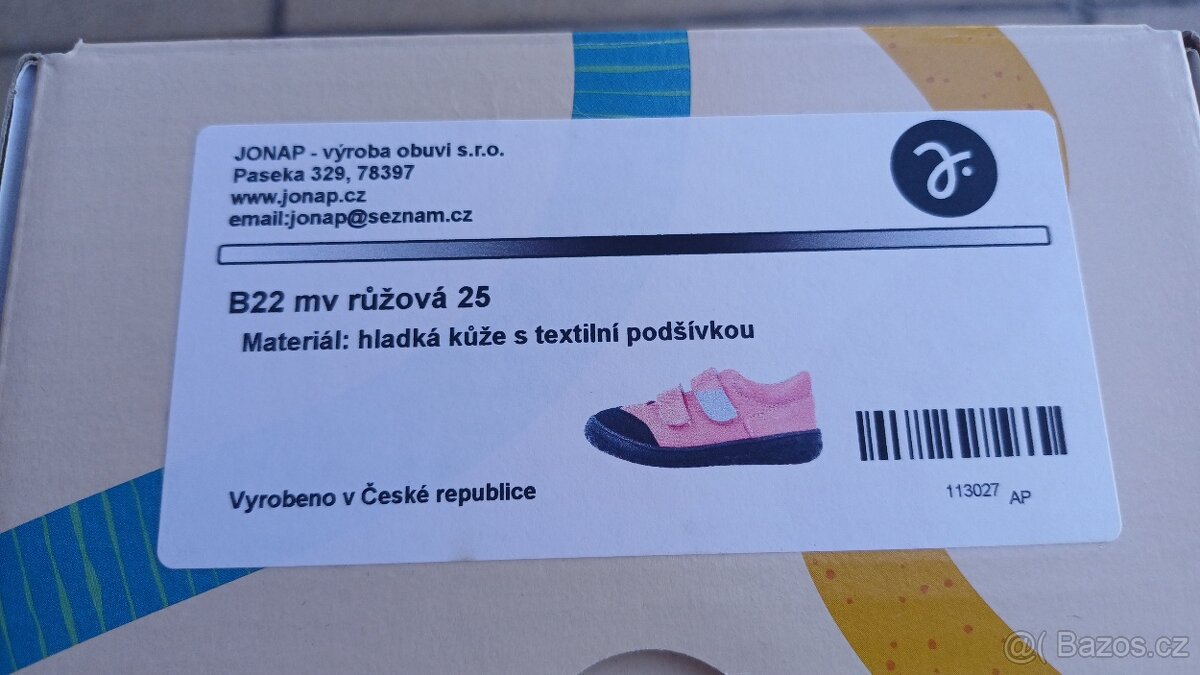 JONAP - výroba obuvi s.r.o.
Paseka 329, 78397
www.jonap.cz
email:jonap@seznam.cz
B22 mv růžová 25
Materiál: hladká kůže s textilní podšívkou
Vyrobeno v České republice
113027 AP
@( Bazos.cz